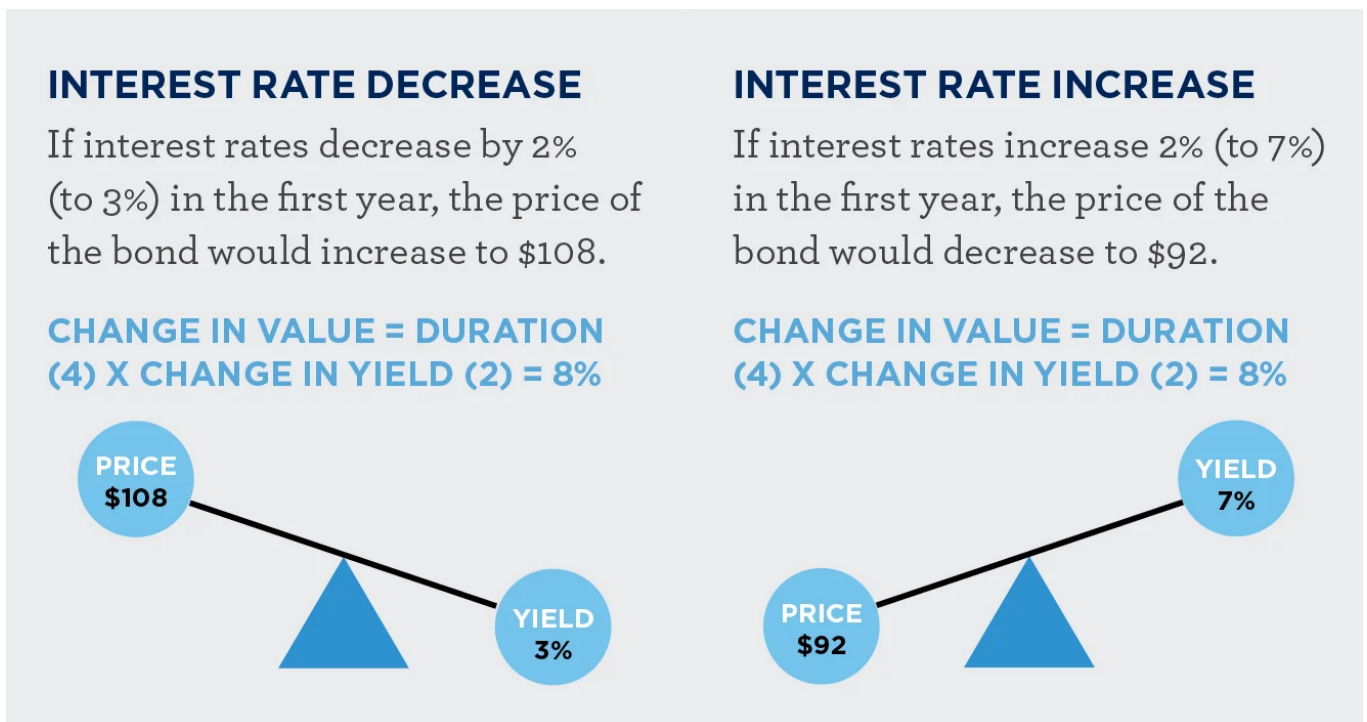 INTEREST RATE DECREASE
If interest rates decrease by 2%
(to 3%) in the first year, the price of
the bond would increase to $108.
CHANGE IN VALUE = DURATION
(4) X CHANGE IN YIELD (2) = 8%
PRICE
$108
YIELD
3%
INTEREST RATE INCREASE
If interest rates increase 2% (to 7%)
in the first year, the price of the
bond would decrease to $92.
CHANGE IN VALUE = DURATION
(4) X CHANGE IN YIELD (2) = 8%
YIELD
7%
PRICE
$92